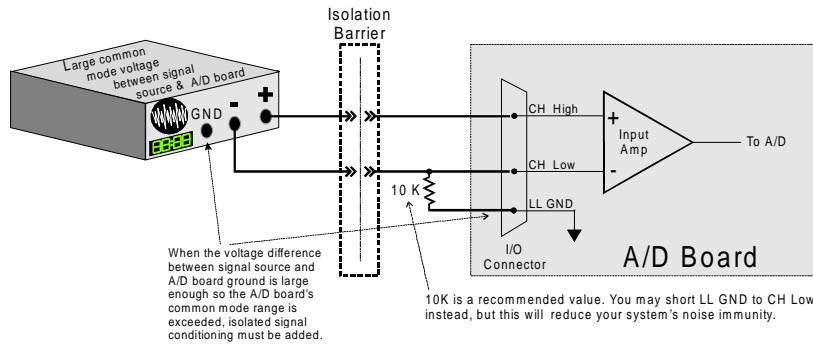 Isolation
Barrier
Large common
mode voltage
between signal
source & A/D board
GND
-
+
CH High
+
Input
Amp
To A/D
CH Low
-
10 K
LL GND
I/O
Connector
A/D Board
When the voltage difference
between signal source and
A/D board ground is large
enough so the A/D board's
common mode range is
exceeded, isolated signal
conditioning must be added.
10K is a recommended value. You may short LL GND to CH Low
instead, but this will reduce your system's noise immunity.